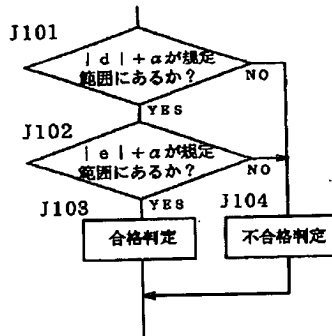 J101
｜d｜+αが規定
範囲にあるか?
NO
YES
J102
｜e｜+αが規定
範囲にあるか?
NO
YES
J103
J104
合格判定
不合格判定